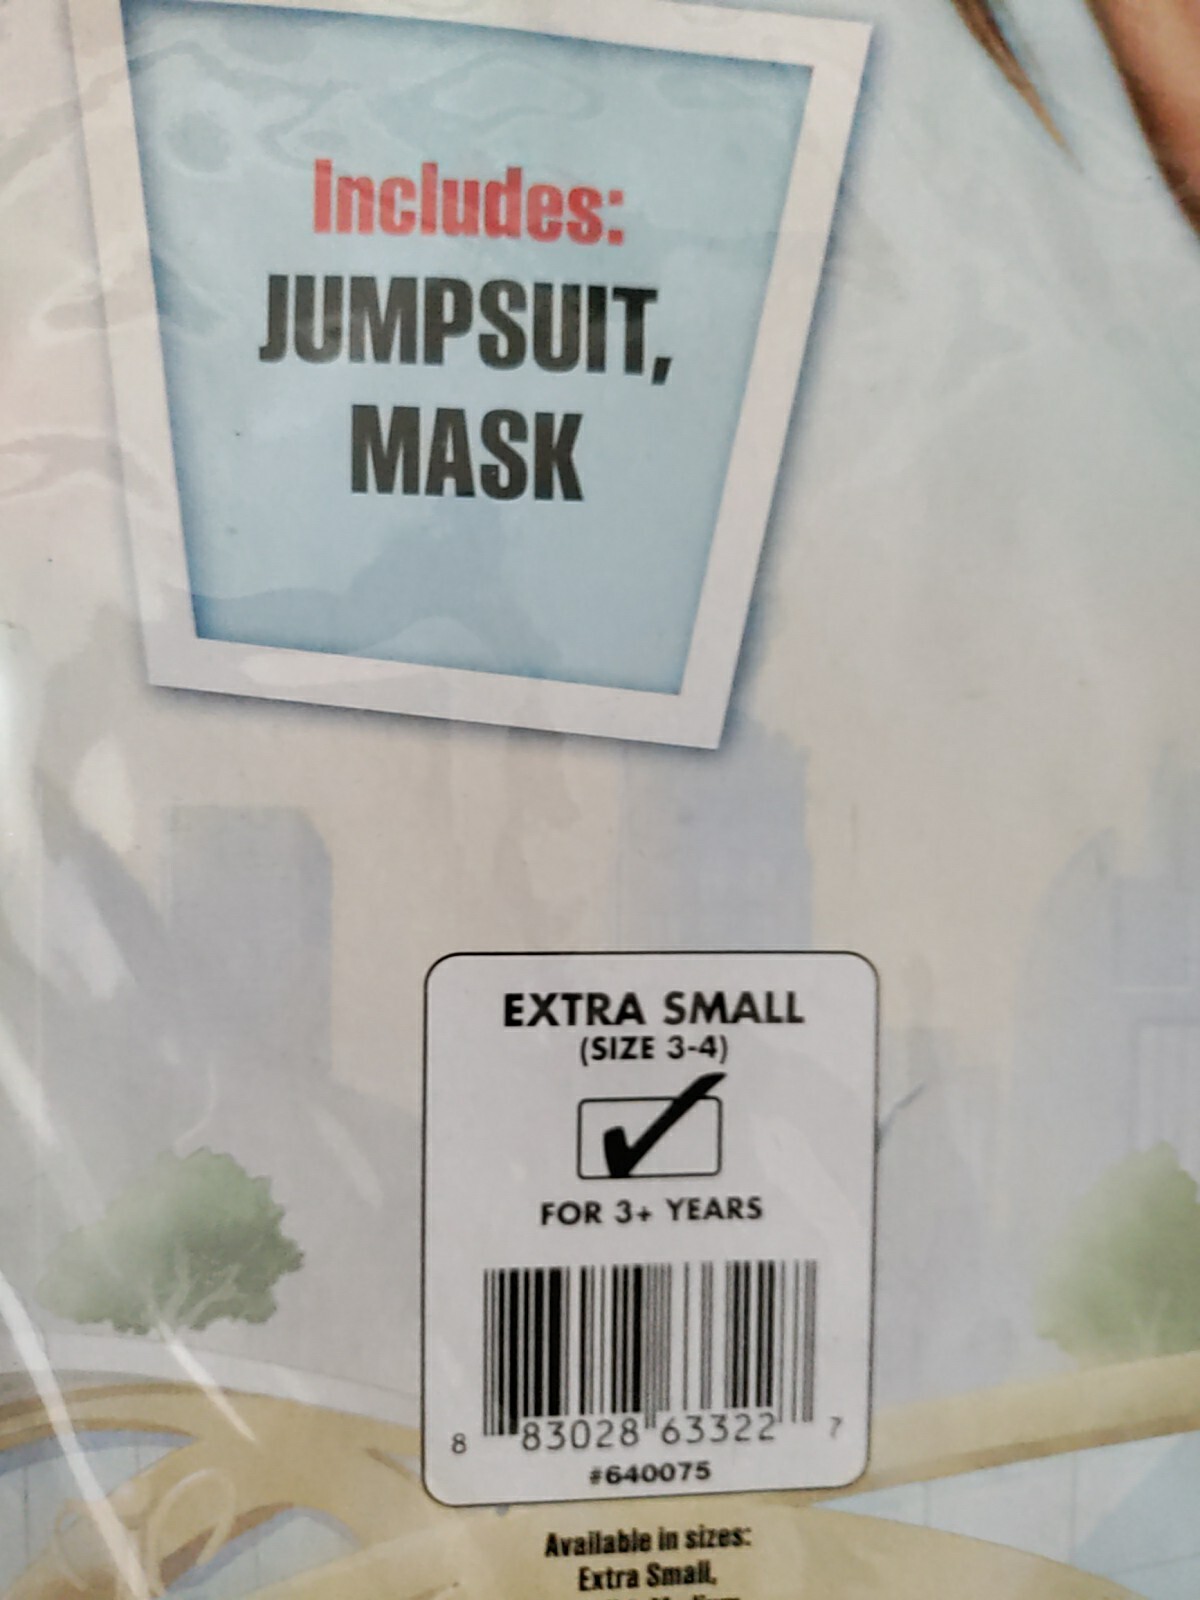 Includes:
JUMPSUIT,
MASK
EXTRA SMALL
(SIZE 3-4)
FOR 3+ YEARS
8 83028 63322 7
#640075
Available in sizes:
Extra Small,